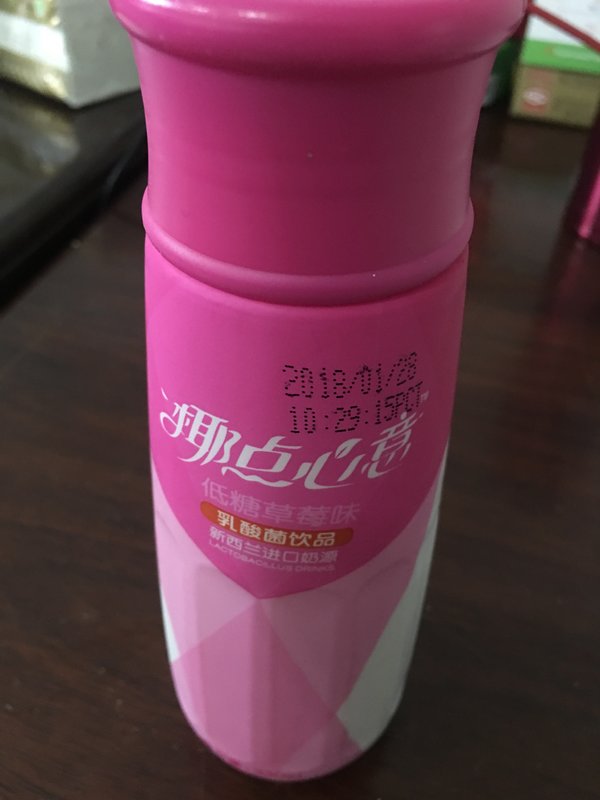 2018/01/28
10:29:15PCT
椰点心意
低糖草莓味
乳酸菌饮品
新西兰进口奶源
LACTOBACILLUS DRINKS